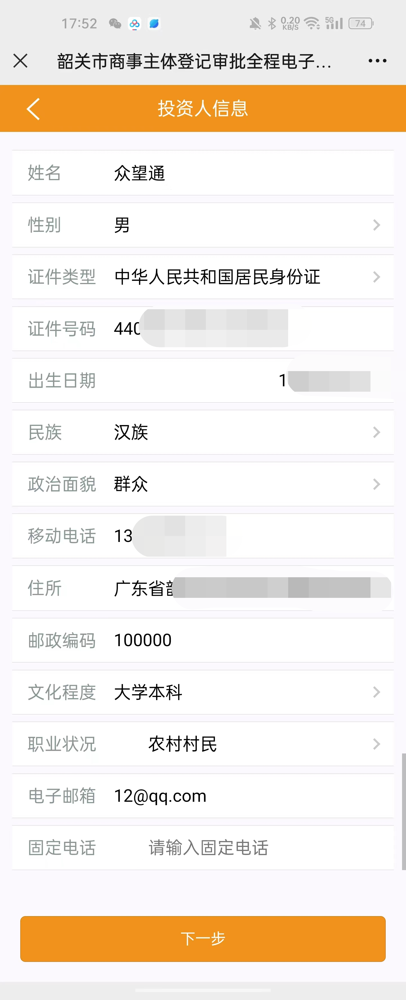 17:52 0.20 KB/S 5G 74
韶关市商事主体登记审批全程电子...
投资人信息
姓名 众望通
性别 男
证件类型 中华人民共和国居民身份证
证件号码 440
出生日期 1
民族 汉族
政治面貌 群众
移动电话 13
住所 广东省
邮政编码 100000
文化程度 大学本科
职业状况 农村村民
电子邮箱 12@qq.com
固定电话 请输入固定电话
下一步